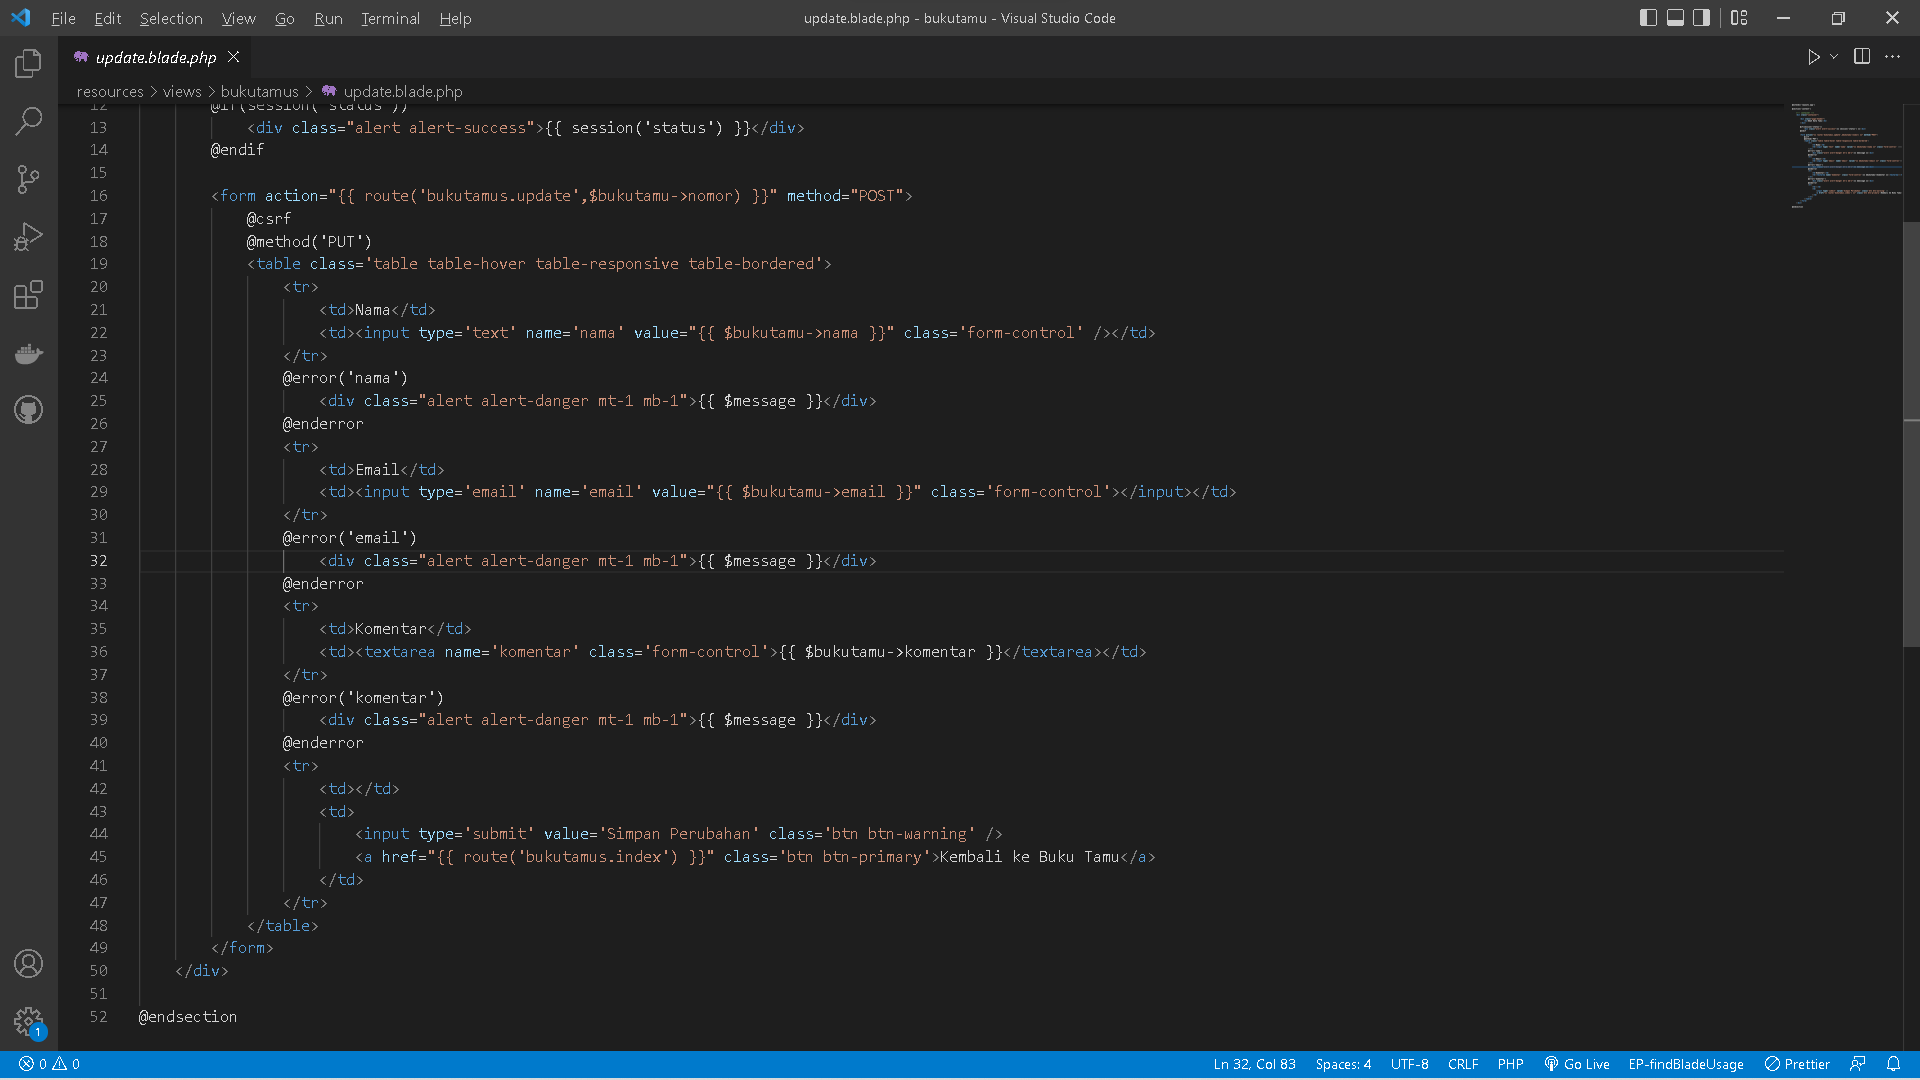 File Edit Selection View Go Run Terminal Help
update.blade.php - bukutamu - Visual Studio Code
update.blade.php
resources > views > bukutamus > update.blade.php
12 @if(session('status'))
13 <div class="alert alert-success">{{ session('status') }}</div>
14 @endif
15
16 <form action="{{ route('bukutamus.update',$bukutamu->nomor) }}" method="POST">
17 @csrf
18 @method('PUT')
19 <table class='table table-hover table-responsive table-bordered'>
20 <tr>
21 <td>Nama</td>
22 <td><input type='text' name='nama' value="{{ $bukutamu->nama }}" class='form-control' /></td>
23 </tr>
24 @error('nama')
25 <div class="alert alert-danger mt-1 mb-1">{{ $message }}</div>
26 @enderror
27 <tr>
28 <td>Email</td>
29 <td><input type='email' name='email' value="{{ $bukutamu->email }}" class='form-control'></input></td>
30 </tr>
31 @error('email')
32 <div class="alert alert-danger mt-1 mb-1">{{ $message }}</div>
33 @enderror
34 <tr>
35 <td>Komentar</td>
36 <td><textarea name='komentar' class='form-control'>{{ $bukutamu->komentar }}</textarea></td>
37 </tr>
38 @error('komentar')
39 <div class="alert alert-danger mt-1 mb-1">{{ $message }}</div>
40 @enderror
41 <tr>
42 <td></td>
43 <td>
44 <input type='submit' value='Simpan Perubahan' class='btn btn-warning' />
45 <a href="{{ route('bukutamus.index') }}" class='btn btn-primary'>Kembali ke Buku Tamu</a>
46 </td>
47 </tr>
48 </table>
49 </form>
50 </div>
51
52 @endsection
1
0 0 Ln 32, Col 83 Spaces: 4 UTF-8 CRLF PHP Go Live EP-findBladeUsage Prettier